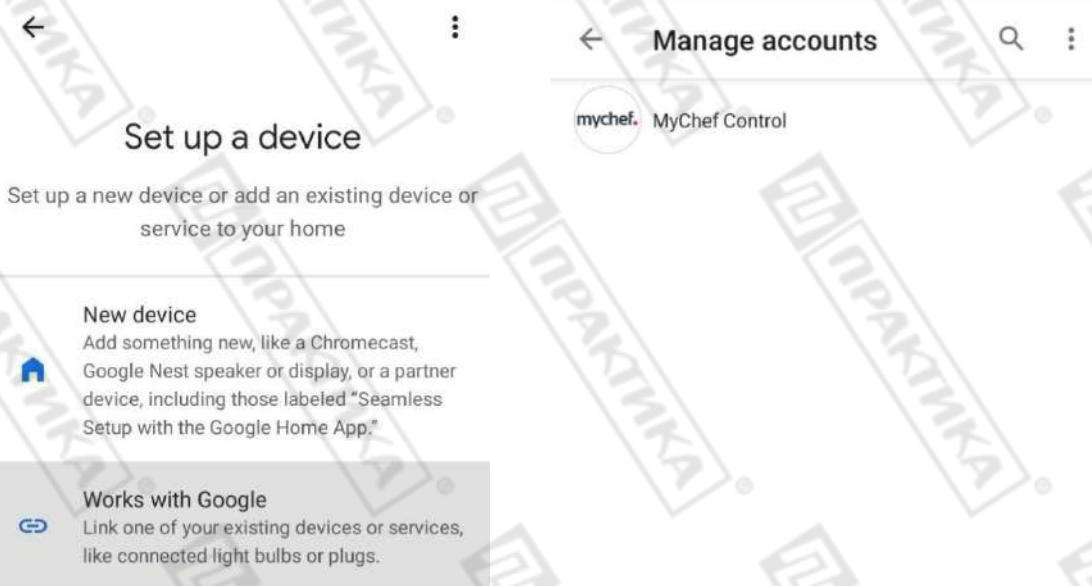 Set up a device
Set up a new device or add an existing device or
service to your home
New device
Add something new, like a Chromecast,
Google Nest speaker or display, or a partner
device, including those labeled “Seamless
Setup with the Google Home App.”
Works with Google
Link one of your existing devices or services,
like connected light bulbs or plugs.
Manage accounts
mychef. MyChef Control
ПРАКТИКА ®